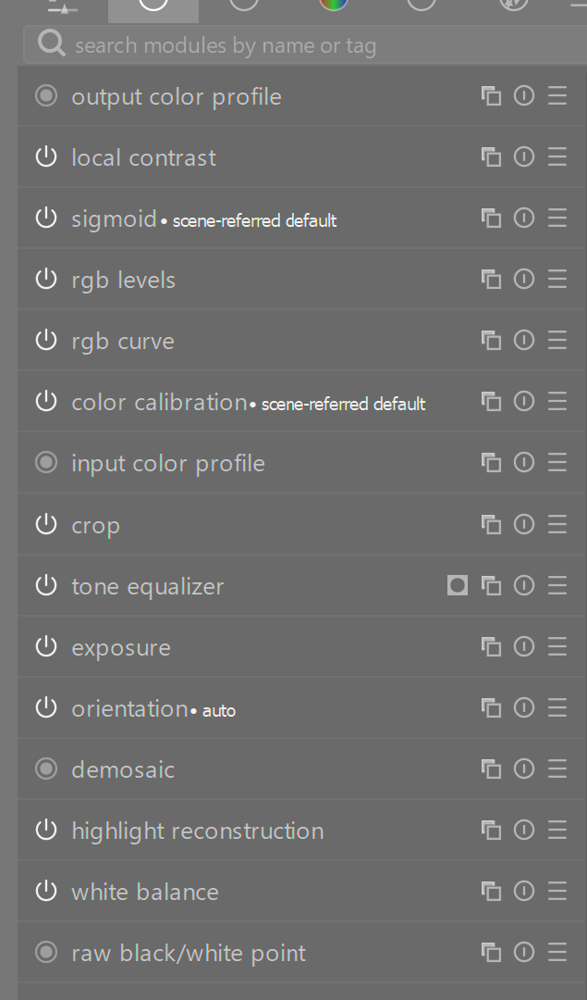 search modules by name or tag
output color profile
local contrast
sigmoid • scene-referred default
rgb levels
rgb curve
color calibration • scene-referred default
input color profile
crop
tone equalizer
exposure
orientation • auto
demosaic
highlight reconstruction
white balance
raw black/white point